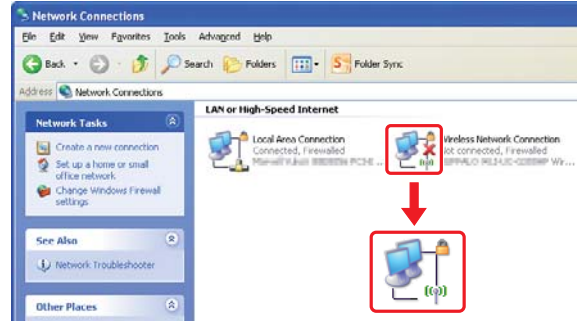 Network Connections
File Edit View Favorites Tools Advanced Help
Back Search Folders Folder Sync
Address Network Connections
LAN or High-Speed Internet
Network Tasks
Create a new connection
Set up a home or small
office network
Change Windows Firewall
settings
Local Area Connection
Connected, Firewalled
Wireless Network Connection
Not connected, Firewalled
See Also
Network Troubleshooter
Other Places